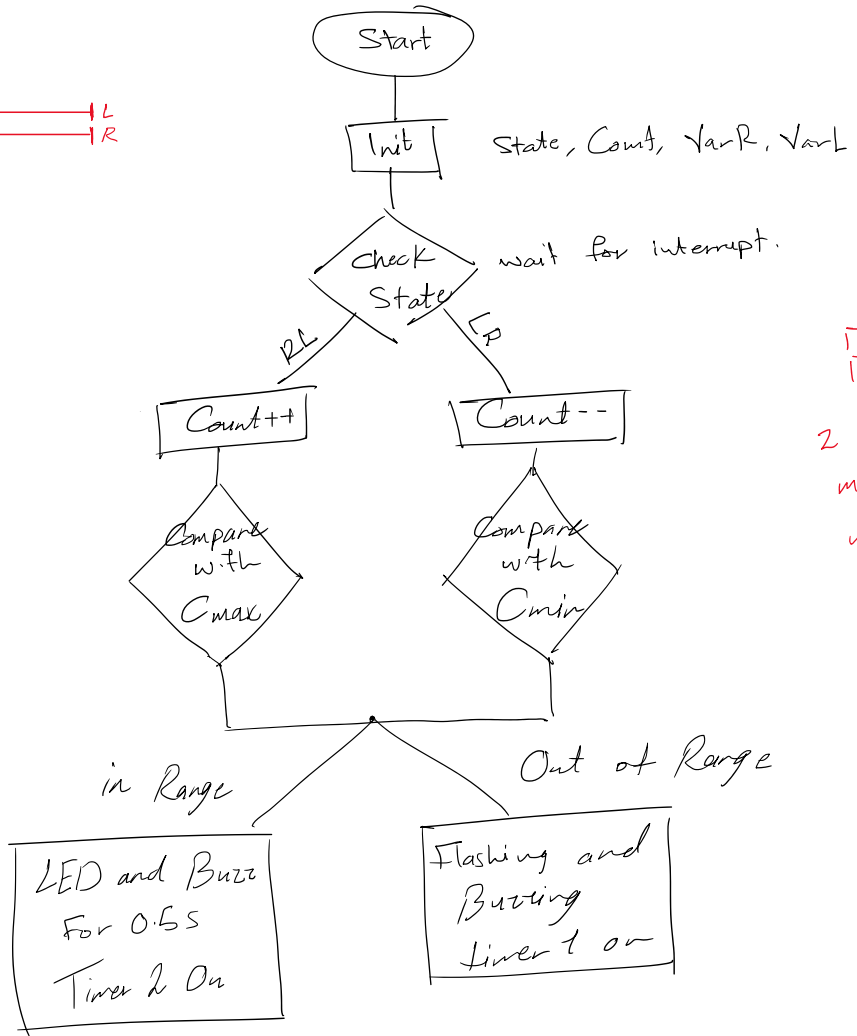 Start
L
R
Init
State, Count, VarR, VarL
Check
State
wait for interrupt.
RL
LR
Count++
Count--
2
Compare
with
Cmax
Compare
with
Cmin
in Range
Out of Range
LED and Buzz
For 0.5s
Timer 2 On
Flashing and
Buzzing
timer 1 on